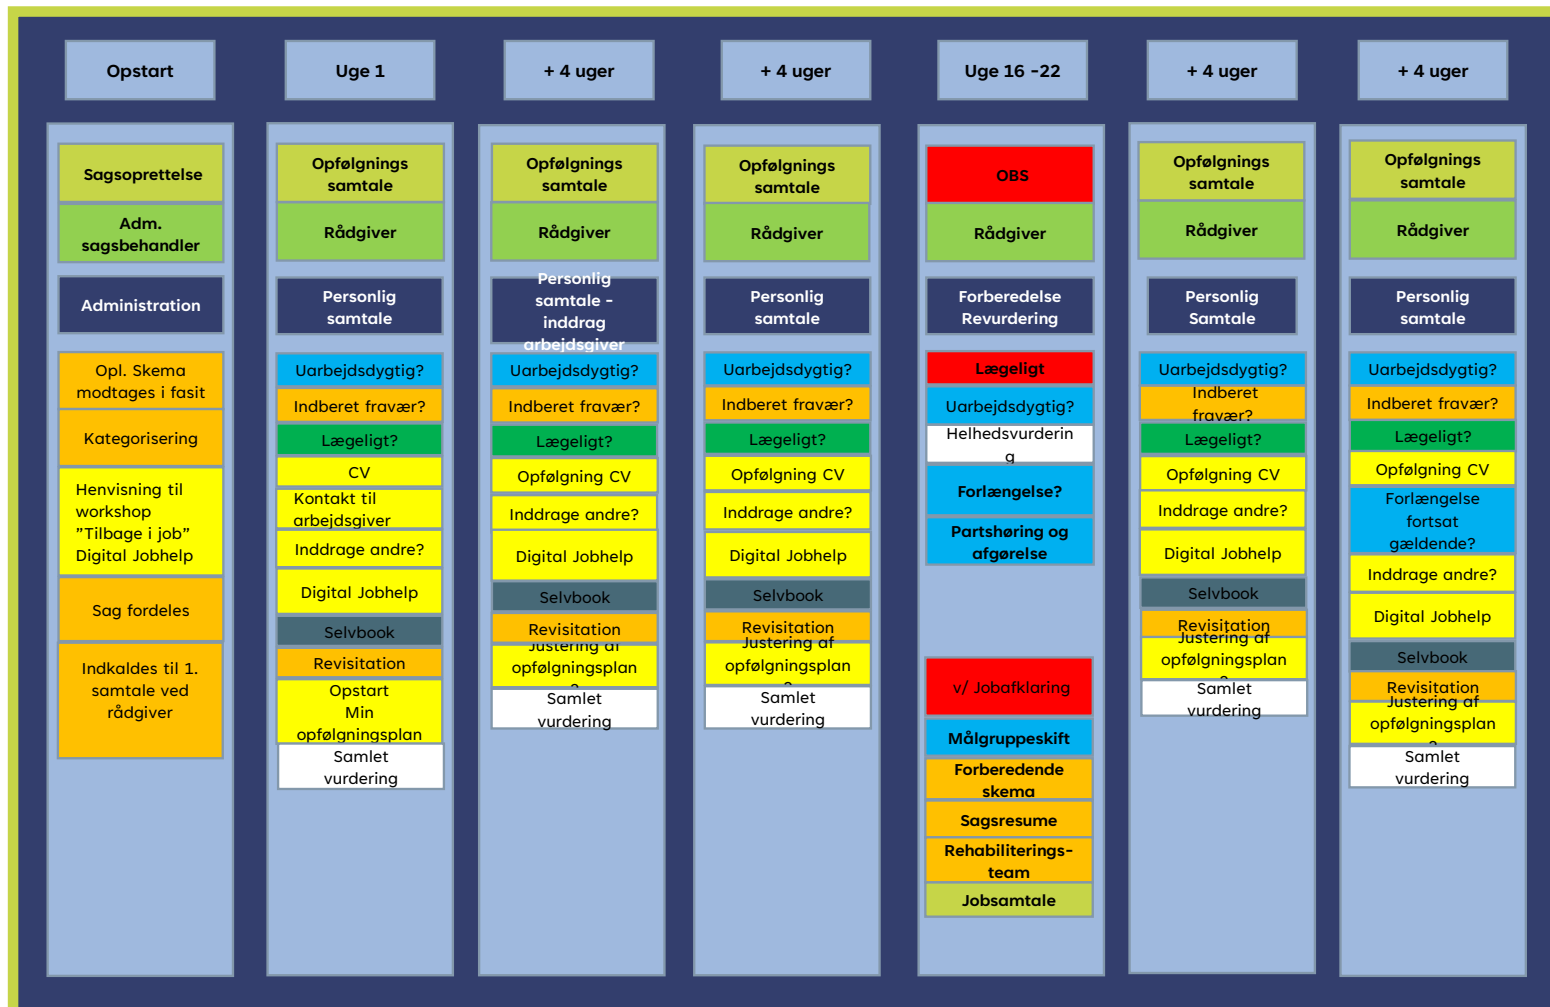 Opstart
Uge 1
+ 4 uger
+ 4 uger
Uge 16 -22
+ 4 uger
+ 4 uger
Sagsoprettelse
Adm.
sagsbehandler
Administration
Opl. Skema
modtages i fasit
Kategorisering
Henvisning til
workshop
”Tilbage i job”
Digital Jobhelp
Sag fordeles
Indkaldes til 1.
samtale ved
rådgiver
Opfølgnings
samtale
Rådgiver
Personlig
samtale
Uarbejdsdygtig?
Indberet fravær?
Lægeligt?
CV
Kontakt til
arbejdsgiver
Inddrage andre?
Digital Jobhelp
Selvbook
Revisitation
Opstart
Min
opfølgningsplan
Samlet
vurdering
Opfølgnings
samtale
Rådgiver
Personlig
samtale -
inddrag
arbejdsgiver
Uarbejdsdygtig?
Indberet fravær?
Lægeligt?
Opfølgning CV
Inddrage andre?
Digital Jobhelp
Selvbook
Revisitation
Justering af
opfølgningsplan
?
Samlet
vurdering
Opfølgnings
samtale
Rådgiver
Personlig
samtale
Uarbejdsdygtig?
Indberet fravær?
Lægeligt?
Opfølgning CV
Inddrage andre?
Digital Jobhelp
Selvbook
Revisitation
Justering af
opfølgningsplan
?
Samlet
vurdering
OBS
Rådgiver
Forberedelse
Revurdering
Lægeligt
Uarbejdsdygtig?
Helhedsvurderin
g
Forlængelse?
Partshøring og
afgørelse
v/ Jobafklaring
Målgruppeskift
Forberedende
skema
Sagsresume
Rehabiliterings-
team
Jobsamtale
Opfølgnings
samtale
Rådgiver
Personlig
Samtale
Uarbejdsdygtig?
Indberet
fravær?
Lægeligt?
Opfølgning CV
Inddrage andre?
Digital Jobhelp
Selvbook
Revisitation
Justering af
opfølgningsplan
?
Samlet
vurdering
Opfølgnings
samtale
Rådgiver
Personlig
samtale
Uarbejdsdygtig?
Indberet fravær?
Lægeligt?
Opfølgning CV
Forlængelse
fortsat
gældende?
Inddrage andre?
Digital Jobhelp
Selvbook
Revisitation
Justering af
opfølgningsplan
?
Samlet
vurdering